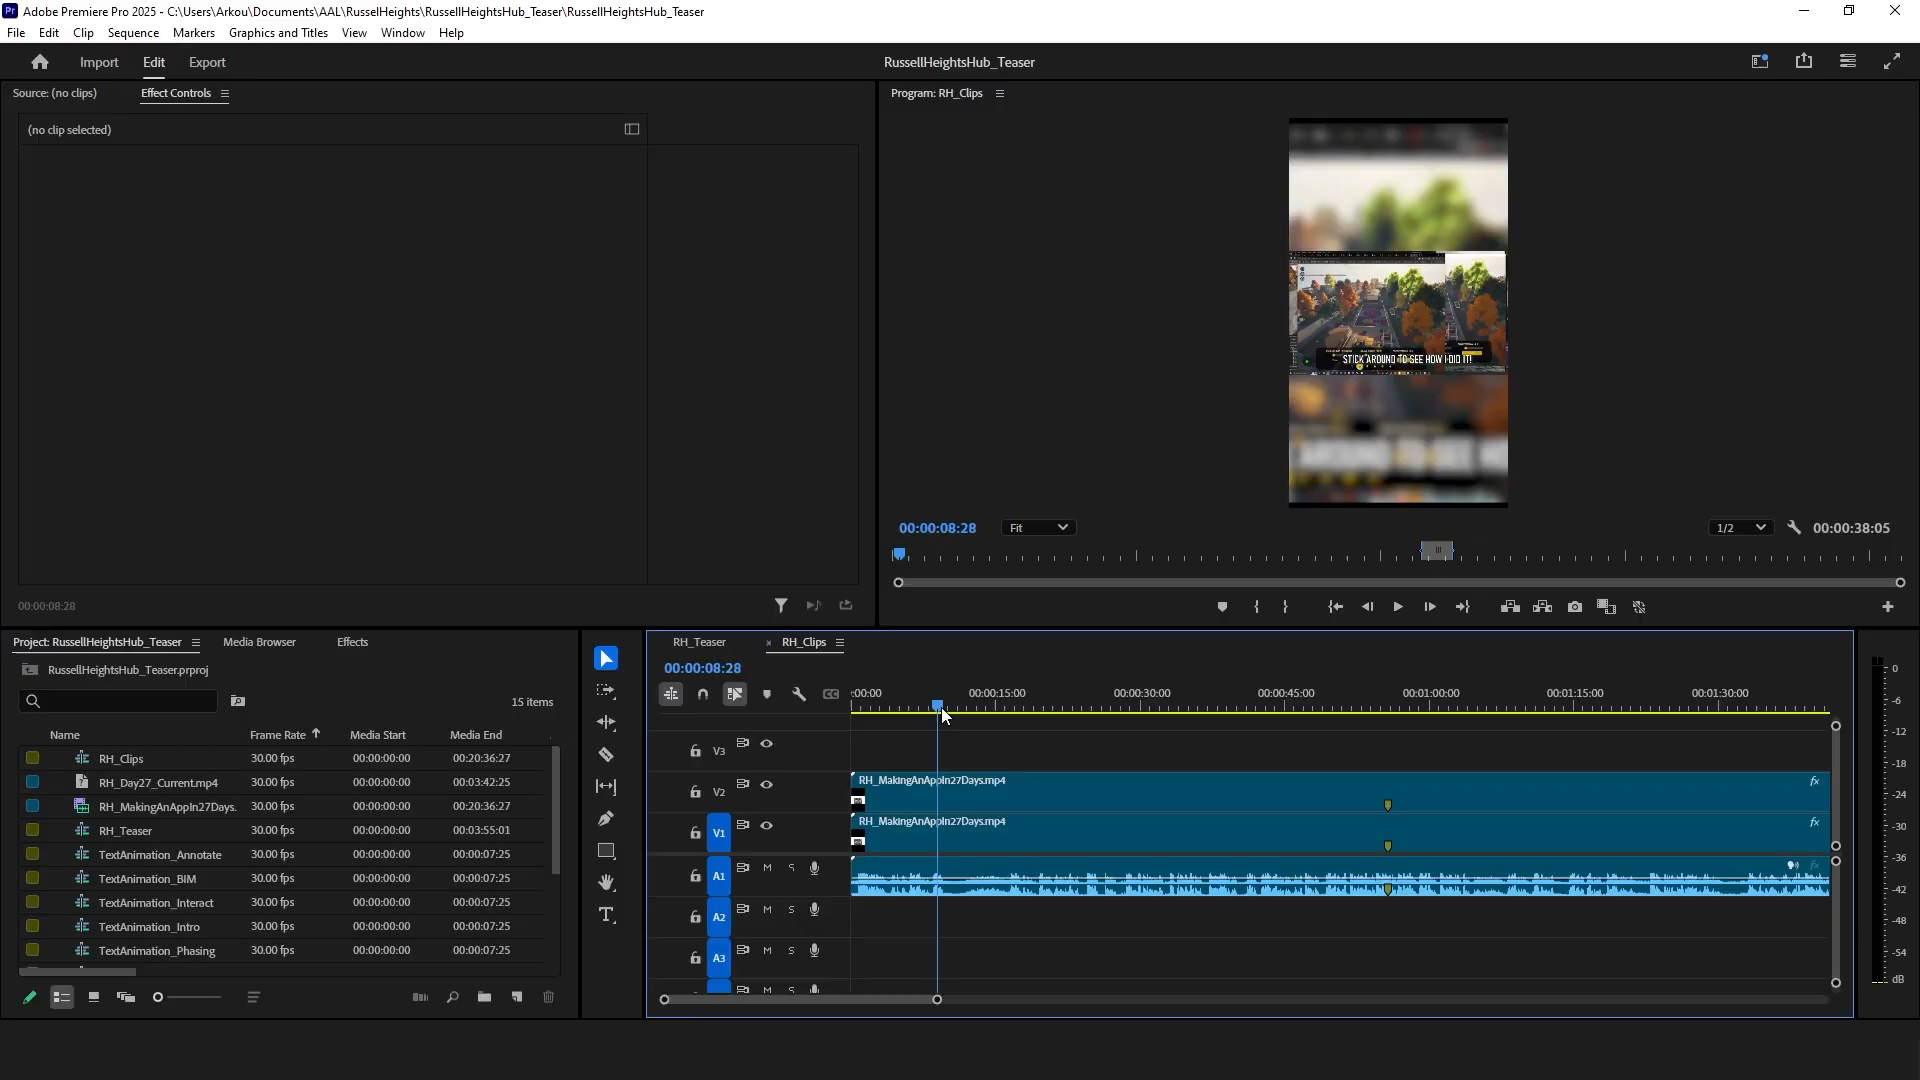 Pr Adobe Premiere Pro 2025 - C:\Users\Arkou\Documents\AAL\RusselHeights\RussellHeightsHub_Teaser\RussellHeightsHub_Teaser
File Edit Clip Sequence Markers Graphics and Titles View Window Help
Import Edit Export RussellHeightsHub_Teaser
Source: (no clips) Effect Controls
Program: RH_Clips
(no clip selected)
STICK AROUND TO SEE HOW I DID IT!
AROUND TO SEE HO
00:00:08:28 Fit 1/2 00:00:38:05
00:00:08:28
Project: RussellHeightsHub_Teaser Media Browser Effects
RussellHeightsHub_Teaser.prproj
15 items
Name Frame Rate Media Start Media End
RH_Clips 30.00 fps 00:00:00:00 00:20:36:27
RH_Day27_Current.mp4 30.00 fps 00:00:00:00 00:03:42:25
RH_MakingAnAppIn27Days. 30.00 fps 00:00:00:00 00:20:36:27
RH_Teaser 30.00 fps 00:00:00:00 00:03:55:01
TextAnimation_Annotate 30.00 fps 00:00:00:00 00:00:07:25
TextAnimation_BIM 30.00 fps 00:00:00:00 00:00:07:25
TextAnimation_Interact 30.00 fps 00:00:00:00 00:00:07:25
TextAnimation_Intro 30.00 fps 00:00:00:00 00:00:07:25
TextAnimation_Phasing 30.00 fps 00:00:00:00 00:00:07:25
RH_Teaser × RH_Clips
00:00:08:28
CC :00:00 00:00:15:00 00:00:30:00 00:00:45:00 00:01:00:00 00:01:15:00 00:01:30:00
V3
V2 RH_MakingAnAppIn27Days.mp4 fx
V1 RH_MakingAnAppIn27Days.mp4 fx
A1 M S fx
A2 M S
A3 M S
M S
0
-6
-12
-18
-24
-30
-36
-42
-48
-54
dB